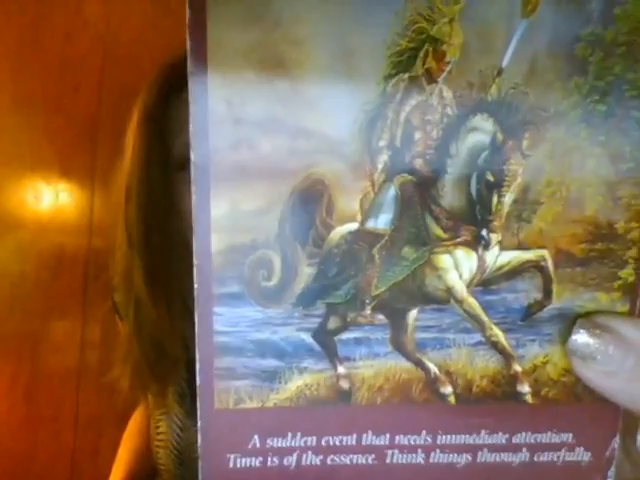 A sudden event that needs immediate attention.
Time is of the essence. Think things through carefully.